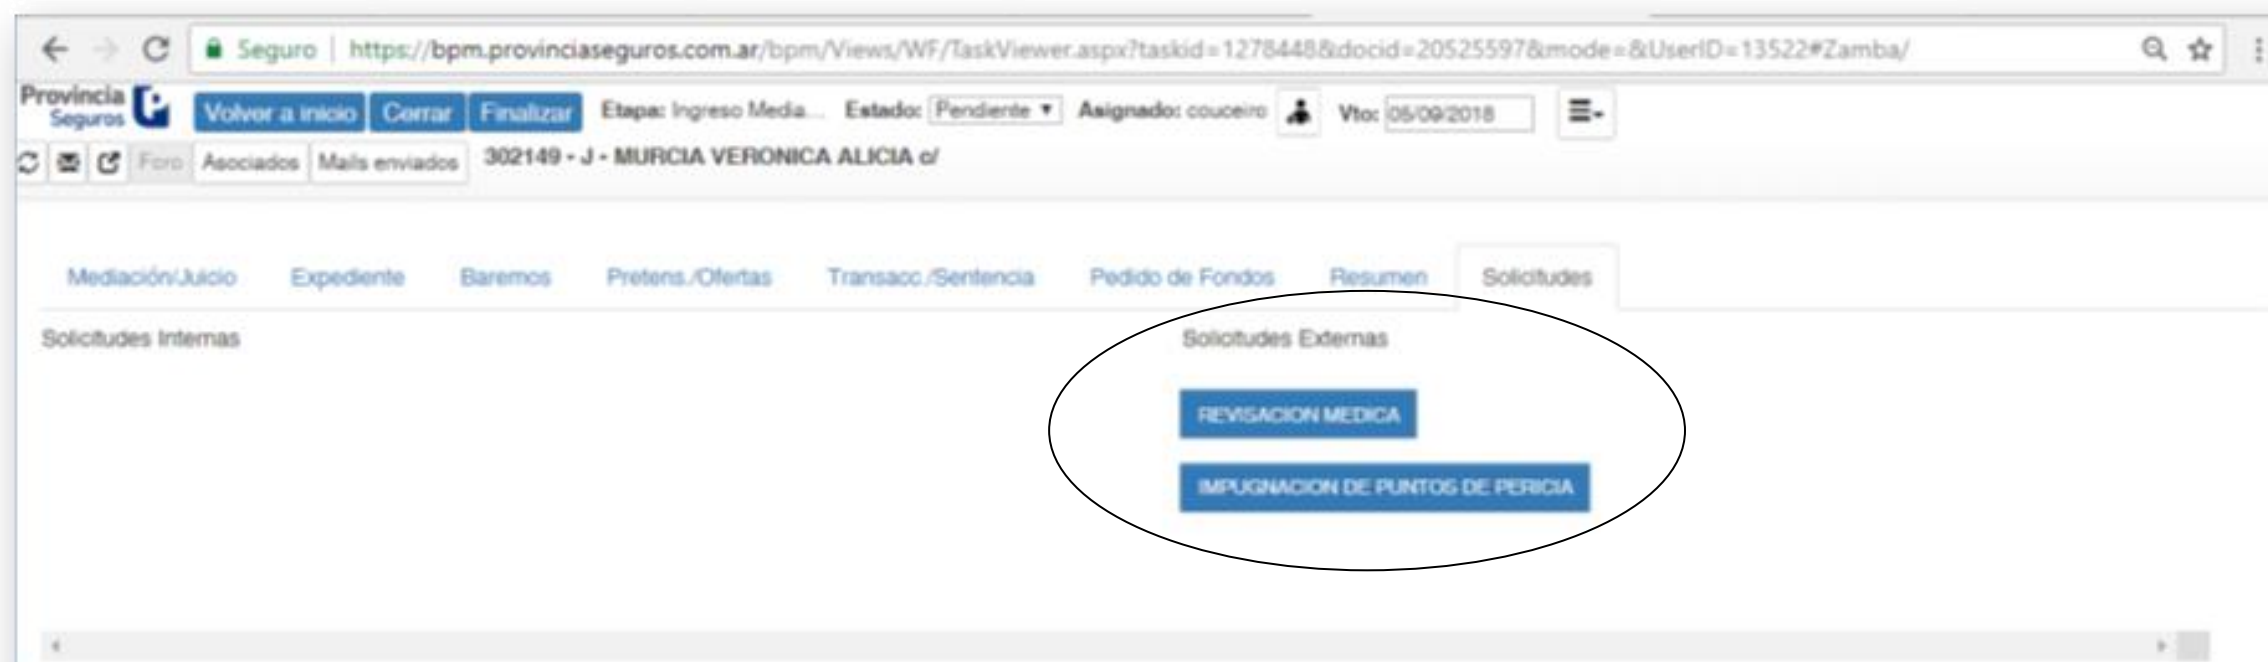 Seguro | https://bpm.provinciaseguros.com.ar/bpm/Views/WF/TaskViewer.aspx?taskid=1278448&docid=20525597&mode=&UserID=13522#Zamba/
Provincia Seguros Volver a inicio Cerrar Finalizar Etapa: Ingreso Media... Estado: Pendiente Asignado: couceiro Vto: 05/09/2018
Foro Asociados Mails enviados 302149 - J - MURCIA VERONICA ALICIA c/
Mediación/Juicio Expediente Baremos Pretens./Ofertas Transacc./Sentencia Pedido de Fondos Resumen Solicitudes
Solicitudes Internas Solicitudes Externas
REVISACION MEDICA
IMPUGNACION DE PUNTOS DE PERICIA